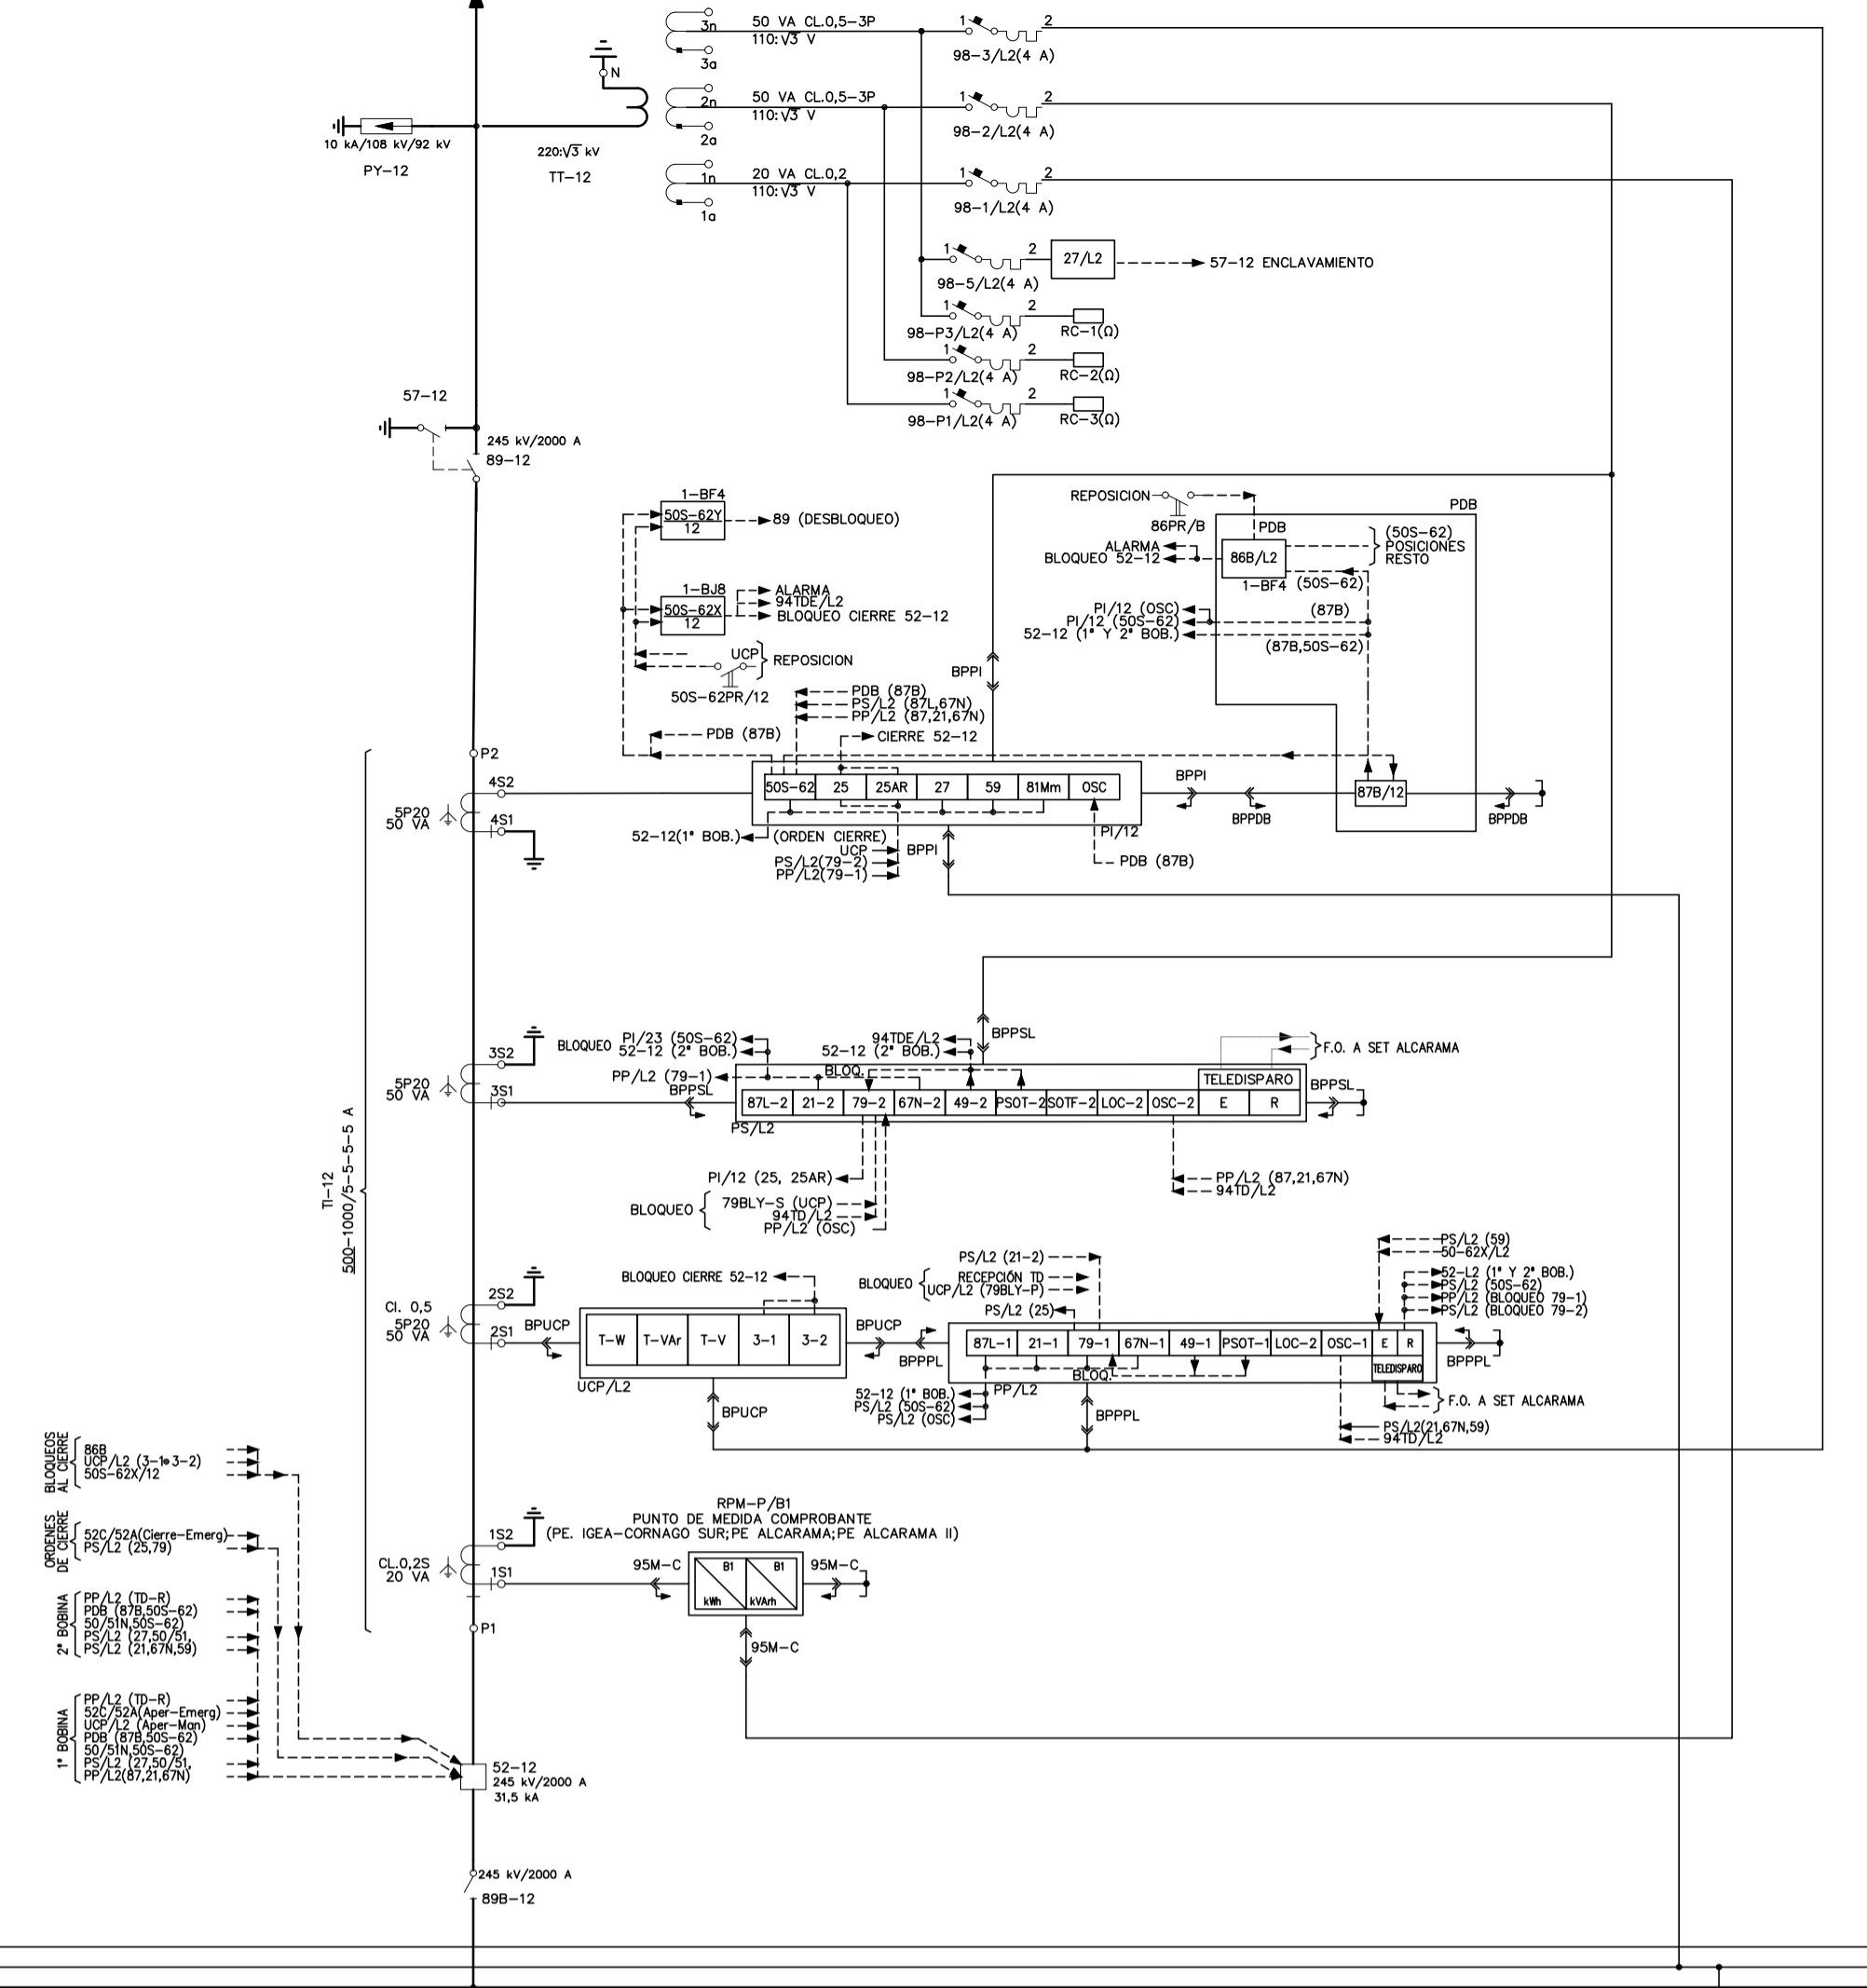 3n
50 VA CL.0,5-3P
110:√3 V
3a
1
2
98-3/L2(4 A)
N
2n
50 VA CL.0,5-3P
110:√3 V
2a
1
2
98-2/L2(4 A)
10 kA/108 kV/92 kV
PY-12
220:√3 kV
TT-12
1n
20 VA CL.0,2
110:√3 V
1a
1
2
98-1/L2(4 A)
1
2
27/L2
57-12 ENCLAVAMIENTO
98-5/L2(4 A)
1
2
98-P3/L2(4 A)
RC-1(Ω)
1
2
98-P2/L2(4 A)
RC-2(Ω)
1
2
98-P1/L2(4 A)
RC-3(Ω)
57-12
245 kV/2000 A
89-12
1-BF4
50S-62Y
12
89 (DESBLOQUEO)
1-BJ8
50S-62X
12
ALARMA
94TDE/L2
BLOQUEO CIERRE 52-12
UCP
REPOSICION
50S-62PR/12
REPOSICION
86PR/B
PDB
PDB
ALARMA
BLOQUEO 52-12
86B/L2
1-BF4
(50S-62)
POSICIONES
RESTO
(50S-62)
PI/12 (OSC)
PI/12 (50S-62)
52-12 (1ª Y 2ª BOB.)
(87B)
(87B,50S-62)
BPPI
PDB (87B)
PS/L2 (87L,67N)
PP/L2 (87,21,67N)
PDB (87B)
CIERRE 52-12
P2
4S2
5P20
50 VA
4S1
50S-62
25
25AR
27
59
81Mm
OSC
PI/12
BPPI
BPPDB
87B/12
BPPDB
52-12(1ª BOB.)
(ORDEN CIERRE)
UCP
PS/L2(79-2)
PP/L2(79-1)
BPPI
PDB (87B)
TI-12
500-1000/5-5-5-5 A
3S2
5P20
50 VA
3S1
BLOQUEO
PI/23 (50S-62)
52-12 (2ª BOB.)
94TDE/L2
52-12 (2ª BOB.)
BPPSL
F.O. A SET ALCARAMA
PP/L2 (79-1)
BPPSL
BLOQ.
TELEDISPARO
BPPSL
87L-2
21-2
79-2
67N-2
49-2
PSOT-2
SOTF-2
LOC-2
OSC-2
E
R
PS/L2
PI/12 (25, 25AR)
BLOQUEO
79BLY-S (UCP)
94TD/L2
PP/L2 (OSC)
PP/L2 (87,21,67N)
94TD/L2
2S2
Cl. 0,5
5P20
50 VA
2S1
BLOQUEO CIERRE 52-12
BPUCP
T-W
T-VAr
T-V
3-1
3-2
UCP/L2
BPUCP
BPUCP
PS/L2 (21-2)
BLOQUEO
RECEPCIÓN TD
UCP/L2 (79BLY-P)
PS/L2 (25)
PS/L2 (59)
50-62X/L2
52-L2 (1ª Y 2ª BOB.)
PS/L2 (50S-62)
PP/L2 (BLOQUEO 79-1)
PS/L2 (BLOQUEO 79-2)
BPPPL
87L-1
21-1
79-1
67N-1
49-1
PSOT-1
LOC-2
OSC-1
E
R
TELEDISPARO
BPPPL
BLOQ.
PP/L2
52-12 (1ª BOB.)
PS/L2 (50S-62)
PS/L2 (OSC)
BPPPL
F.O. A SET ALCARAMA
PS/L2(21,67N,59)
94TD/L2
BLOQUEOS
AL CIERRE
86B
UCP/L2 (3-1 3-2)
50S-62X/12
ORDENES
DE CIERRE
52C/52A(Cierre-Emerg)
PS/L2 (25,79)
2ª BOBINA
PP/L2 (TD-R)
PDB (87B,50S-62)
50/51N,50S-62)
PS/L2 (27,50/51,
PS/L2 (21,67N,59)
1ª BOBINA
PP/L2 (TD-R)
52C/52A(Aper-Emerg)
UCP/L2 (Aper-Man)
PDB (87B,50S-62)
50/51N,50S-62)
PS/L2 (27,50/51,
PP/L2(87,21,67N)
1S2
CL.0,2S
20 VA
1S1
P1
RPM-P/B1
PUNTO DE MEDIDA COMPROBANTE
(PE. IGEA-CORNAGO SUR;PE ALCARAMA;PE ALCARAMA II)
95M-C
B1
kWh
B1
kVArh
95M-C
95M-C
52-12
245 kV/2000 A
31,5 kA
245 kV/2000 A
89B-12